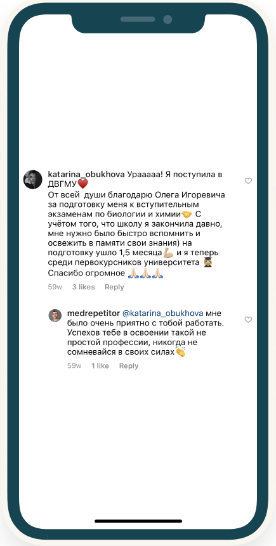 katarina_obukhova Урааааа! Я поступила в
ДВГМУ❤️
От всей души благодарю Олега Игоревича
за подготовку меня к вступительным
экзаменам по биологии и химии🤝 С
учётом того, что школу я закончила давно,
мне нужно было быстро вспомнить и
освежить в памяти свои знания) на
подготовку ушло 1,5 месяца💪🏼 и я теперь
среди первокурсников университета 👩🏼‍🎓
Спасибо огромное 🙏🏻🙏🏻🙏🏻
59w 3 likes Reply
medrepetitor @katarina_obukhova мне
было очень приятно с тобой работать.
Успехов тебе в освоении такой не
простой профессии, никогда не
сомневайся в своих силах👏
59w 1 like Reply